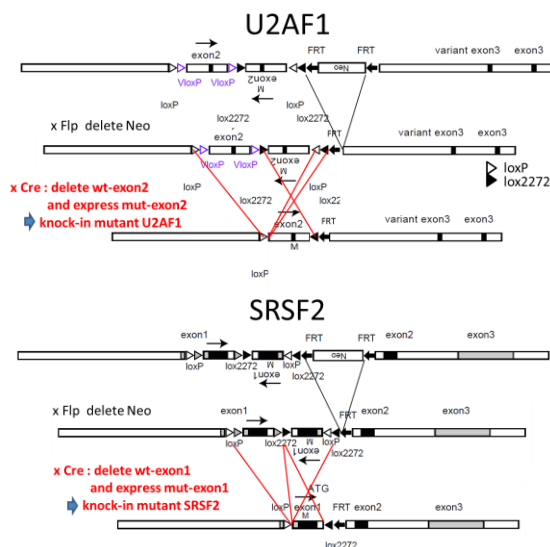 U2AF1
FRT FRT
exon2 variant exon3 exon3
Neo
VloxP VloxP exon2
M
loxP lox2272 loxP lox2272
x Flp delete Neo
exon2 FRT variant exon3 exon3
VloxP VloxP exon2
M
loxP
lox2272
x Cre : delete wt-exon2
loxP lox2272 loxP lox22
and express mut-exon2
FRT variant exon3 exon3
knock-in mutant U2AF1
exon2
M
loxP
SRSF2
FRT FRT
exon1 exon2 exon3
Neo
M
loxP lox2272 loxP
exon1 lox2272
x Flp delete Neo
exon1 FRT exon2 exon3
M
loxP lox2272 loxP
exon1 lox2272
x Cre : delete wt-exon1
and express mut-exon1
ATG
loxP exon1 FRT exon2 exon3
knock-in mutant SRSF2
M
lox2272